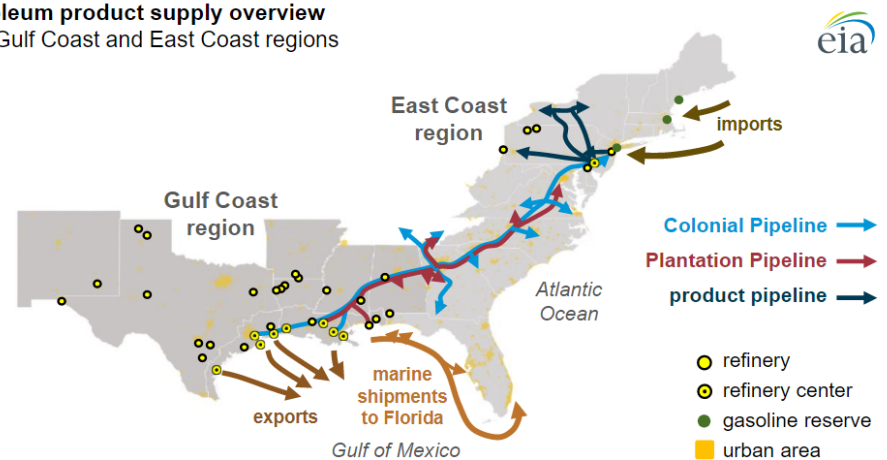 leum product supply overview
Gulf Coast and East Coast regions
eia
East Coast
region
imports
Gulf Coast
region
Colonial Pipeline
Plantation Pipeline
product pipeline
Atlantic
Ocean
refinery
refinery center
gasoline reserve
urban area
marine
shipments
to Florida
exports
Gulf of Mexico